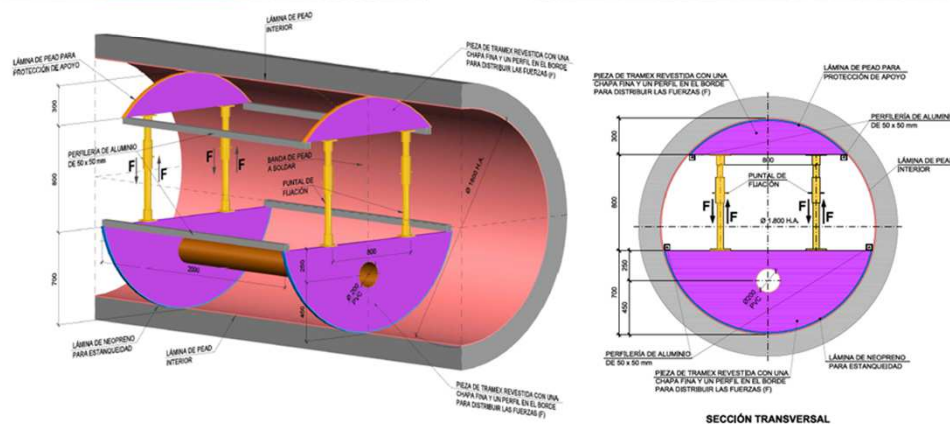 LÁMINA DE PEAD
INTERIOR
LÁMINA DE PEAD PARA
PROTECCIÓN DE APOYO
PIEZA DE TRAMEX REVESTIDA CON UNA
CHAPA FINA Y UN PERFIL EN EL BORDE
PARA DISTRIBUIR LAS FUERZAS (F)
300
PERFILERÍA DE ALUMINIO
DE 50 x 50 mm
F
F
BANDA DE PEAD
A SOLDAR
PUNTAL DE
FIJACIÓN
F
F
Ø 1800 H.A.
800
800
2000
250
Ø 200
PVC
700
450
LÁMINA DE NEOPRENO
PARA ESTANQUEIDAD
LÁMINA DE PEAD
INTERIOR
PIEZA DE TRAMEX REVESTIDA CON UNA
CHAPA FINA Y UN PERFIL EN EL BORDE
PARA DISTRIBUIR LAS FUERZAS (F)
PIEZA DE TRAMEX REVESTIDA CON UNA
CHAPA FINA Y UN PERFIL EN EL BORDE
PARA DISTRIBUIR LAS FUERZAS (F)
LÁMINA DE PEAD PARA
PROTECCIÓN DE APOYO
PERFILERÍA DE ALUMINIO
DE 50 x 50 mm
LÁMINA DE PEAD
INTERIOR
300
800
800
PUNTAL DE
FIJACIÓN
F
F
F
F
Ø 1.800 H.A.
250
700
450
Ø200
PVC
PERFILERÍA DE ALUMINIO
DE 50 x 50 mm
LÁMINA DE NEOPRENO
PARA ESTANQUEIDAD
PIEZA DE TRAMEX REVESTIDA CON UNA
CHAPA FINA Y UN PERFIL EN EL BORDE
PARA DISTRIBUIR LAS FUERZAS (F)
SECCIÓN TRANSVERSAL